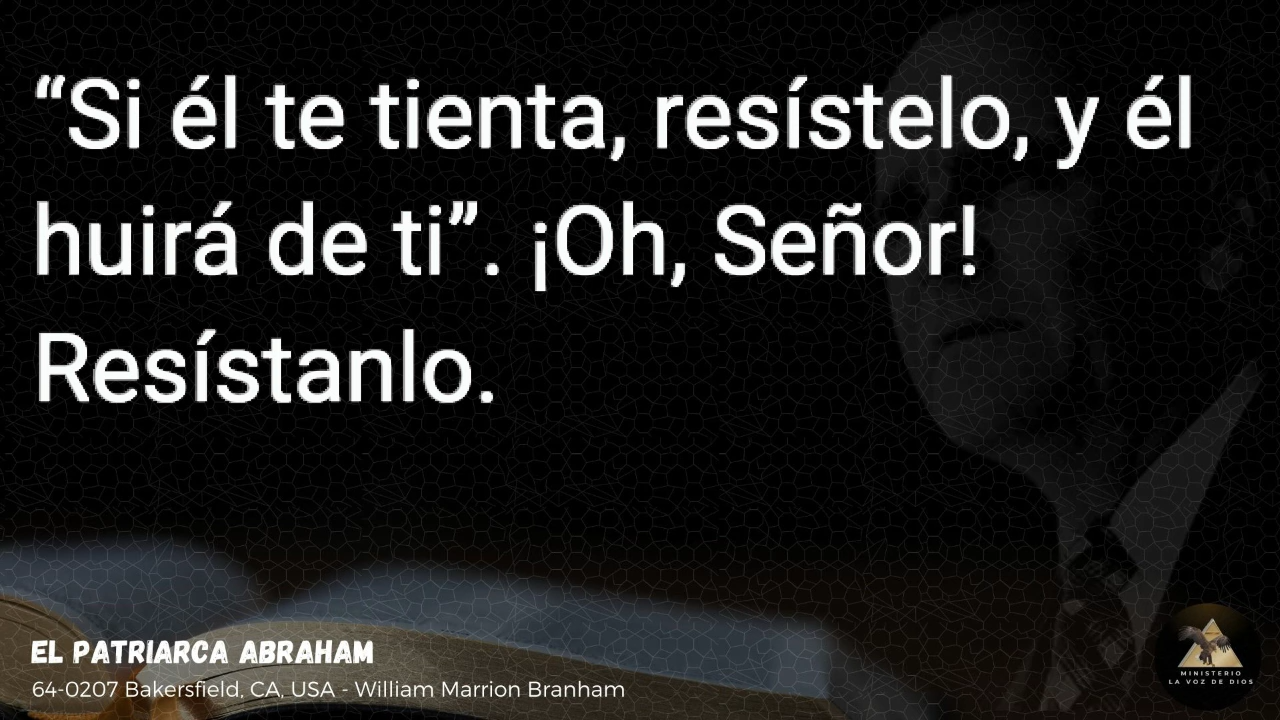 “Si él te tienta, resístelo, y él
huirá de ti”. ¡Oh, Señor!
Resístanlo.
EL PATRIARCA ABRAHAM
64-0207 Bakersfield, CA, USA - William Marrion Branham
MINISTERIO
LA VOZ DE DIOS